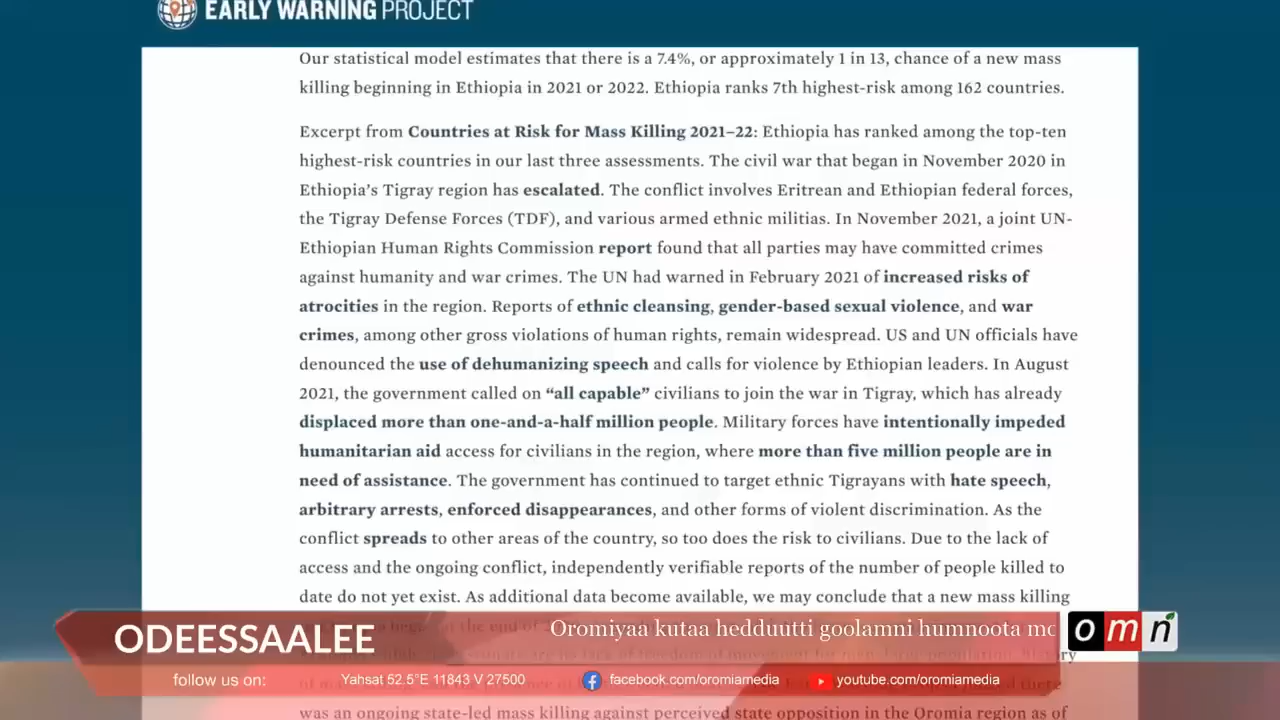 EARLY WARNING PROJECT
Our statistical model estimates that there is a 7.4%, or approximately 1 in 13, chance of a new mass
killing beginning in Ethiopia in 2021 or 2022. Ethiopia ranks 7th highest-risk among 162 countries.
Excerpt from Countries at Risk for Mass Killing 2021–22: Ethiopia has ranked among the top-ten
highest-risk countries in our last three assessments. The civil war that began in November 2020 in
Ethiopia's Tigray region has escalated. The conflict involves Eritrean and Ethiopian federal forces,
the Tigray Defense Forces (TDF), and various armed ethnic militias. In November 2021, a joint UN-
Ethiopian Human Rights Commission report found that all parties may have committed crimes
against humanity and war crimes. The UN had warned in February 2021 of increased risks of
atrocities in the region. Reports of ethnic cleansing, gender-based sexual violence, and war
crimes, among other gross violations of human rights, remain widespread. US and UN officials have
denounced the use of dehumanizing speech and calls for violence by Ethiopian leaders. In August
2021, the government called on “all capable” civilians to join the war in Tigray, which has already
displaced more than one-and-a-half million people. Military forces have intentionally impeded
humanitarian aid access for civilians in the region, where more than five million people are in
need of assistance. The government has continued to target ethnic Tigrayans with hate speech,
arbitrary arrests, enforced disappearances, and other forms of violent discrimination. As the
conflict spreads to other areas of the country, so too does the risk to civilians. Due to the lack of
access and the ongoing conflict, independently verifiable reports of the number of people killed to
date do not yet exist. As additional data become available, we may conclude that a new mass killing
ODEESSAALEE
Oromiyaa kutaa hedduutti goolamni humnoota mo
omn
follow us on:
Yahsat 52.5°E 11843 V 27500
facebook.com/oromiamedia
youtube.com/oromiamedia
was an ongoing state-led mass killing against perceived state opposition in the Oromia region as of